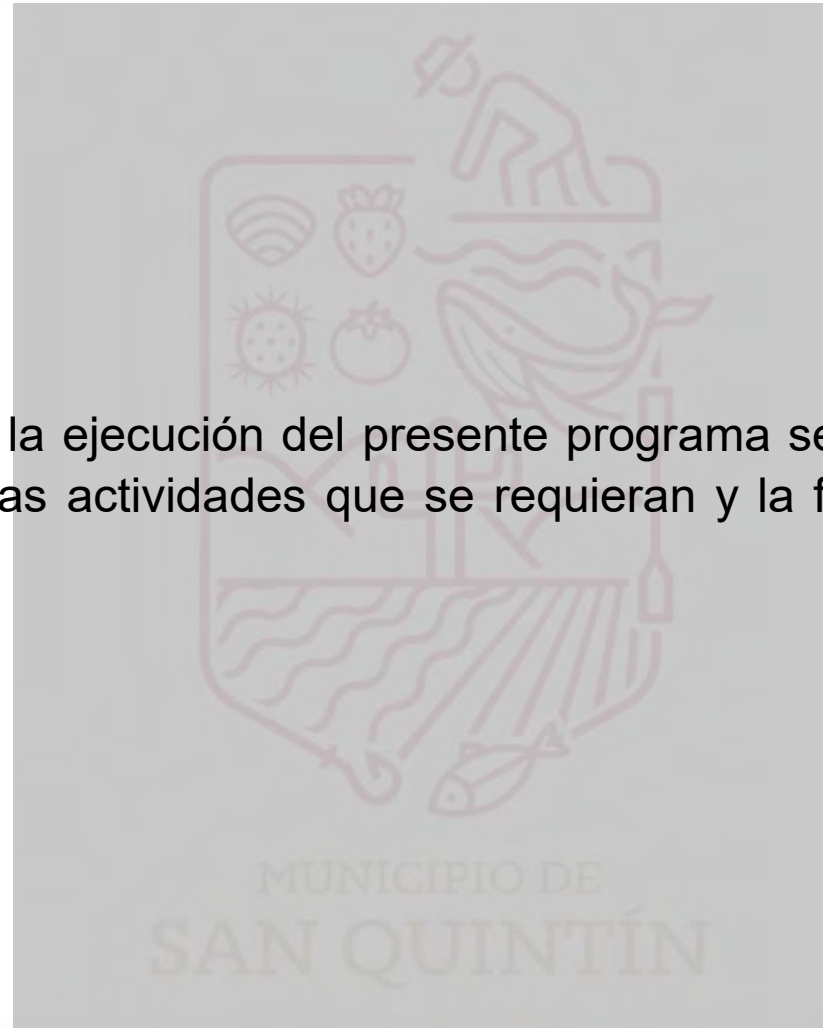 la ejecución del presente programa se
as actividades que se requieran y la f
MUNICIPIO DE
SAN QUINTÍN